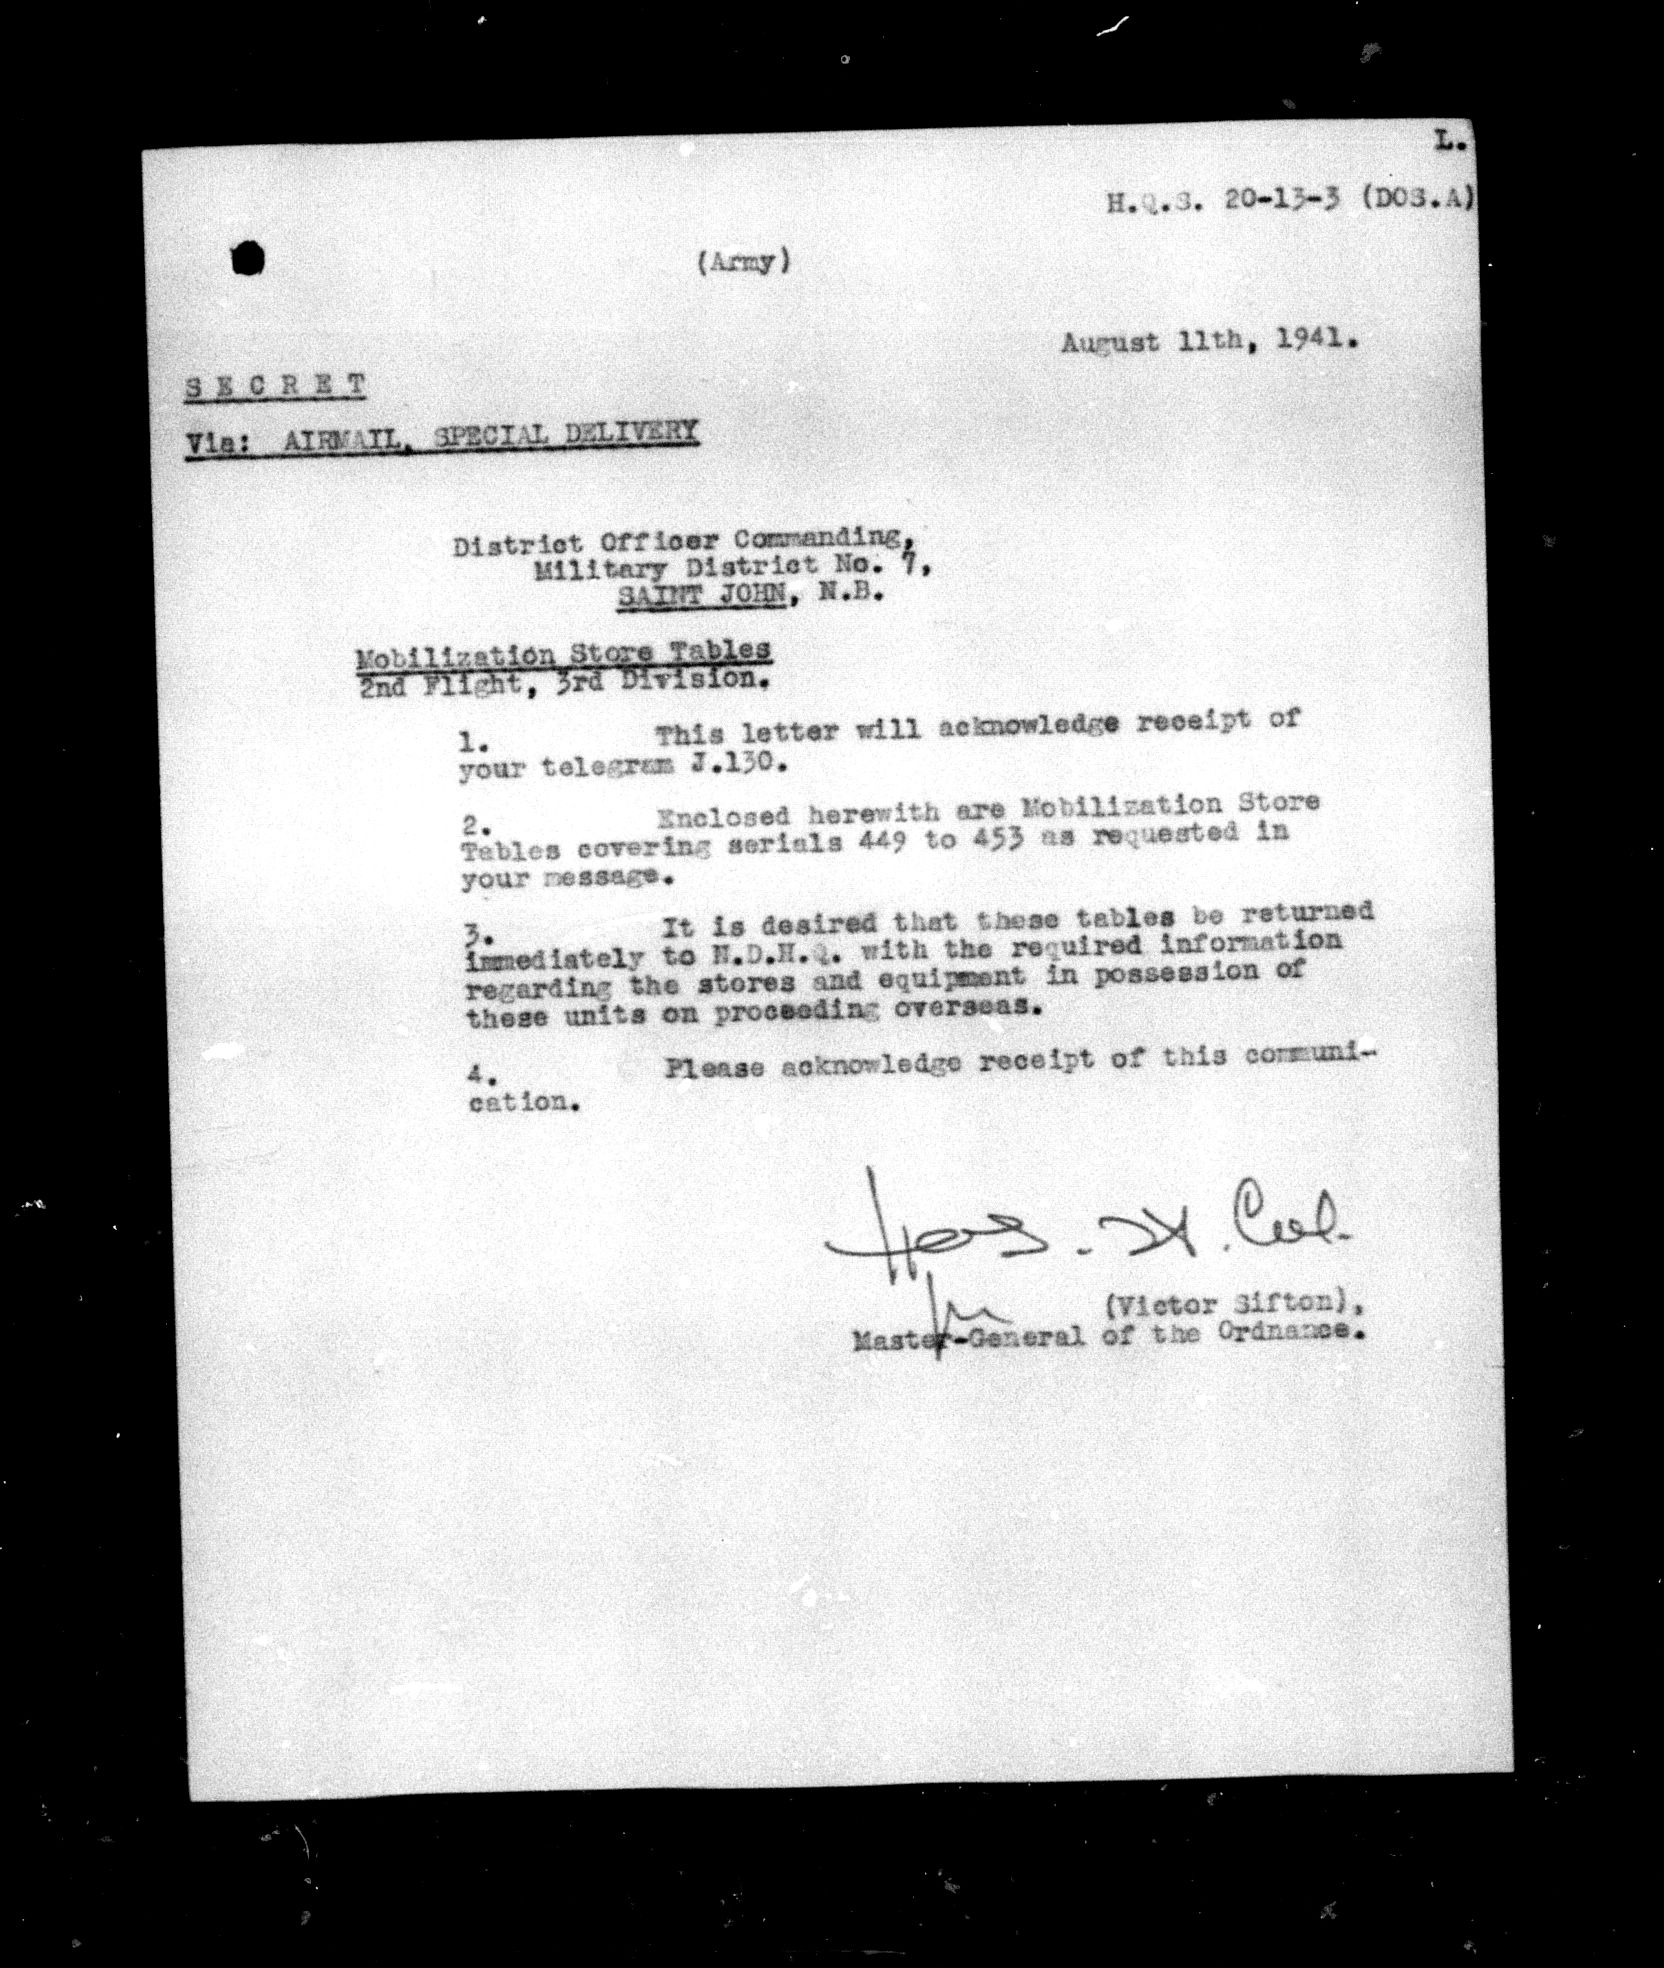 L.
H.Q.S. 20-13-3 (DOS.A)
(Army)
August 11th, 1941.
S E C R E T
Via: AIRMAIL, SPECIAL DELIVERY
District Officer Commanding,
Military District No. 7,
SAINT JOHN, N.B.
Mobilization Store Tables
2nd Flight, 3rd Division.
1. This letter will acknowledge receipt of
your telegram J.130.
2. Enclosed herewith are Mobilization Store
Tables covering serials 449 to 453 as requested in
your message.
3. It is desired that these tables be returned
immediately to N.D.H.Q. with the required information
regarding the stores and equipment in possession of
these units on proceeding overseas.
4. Please acknowledge receipt of this communi-
cation.
Col.
(Victor Sifton),
Master-General of the Ordnance.